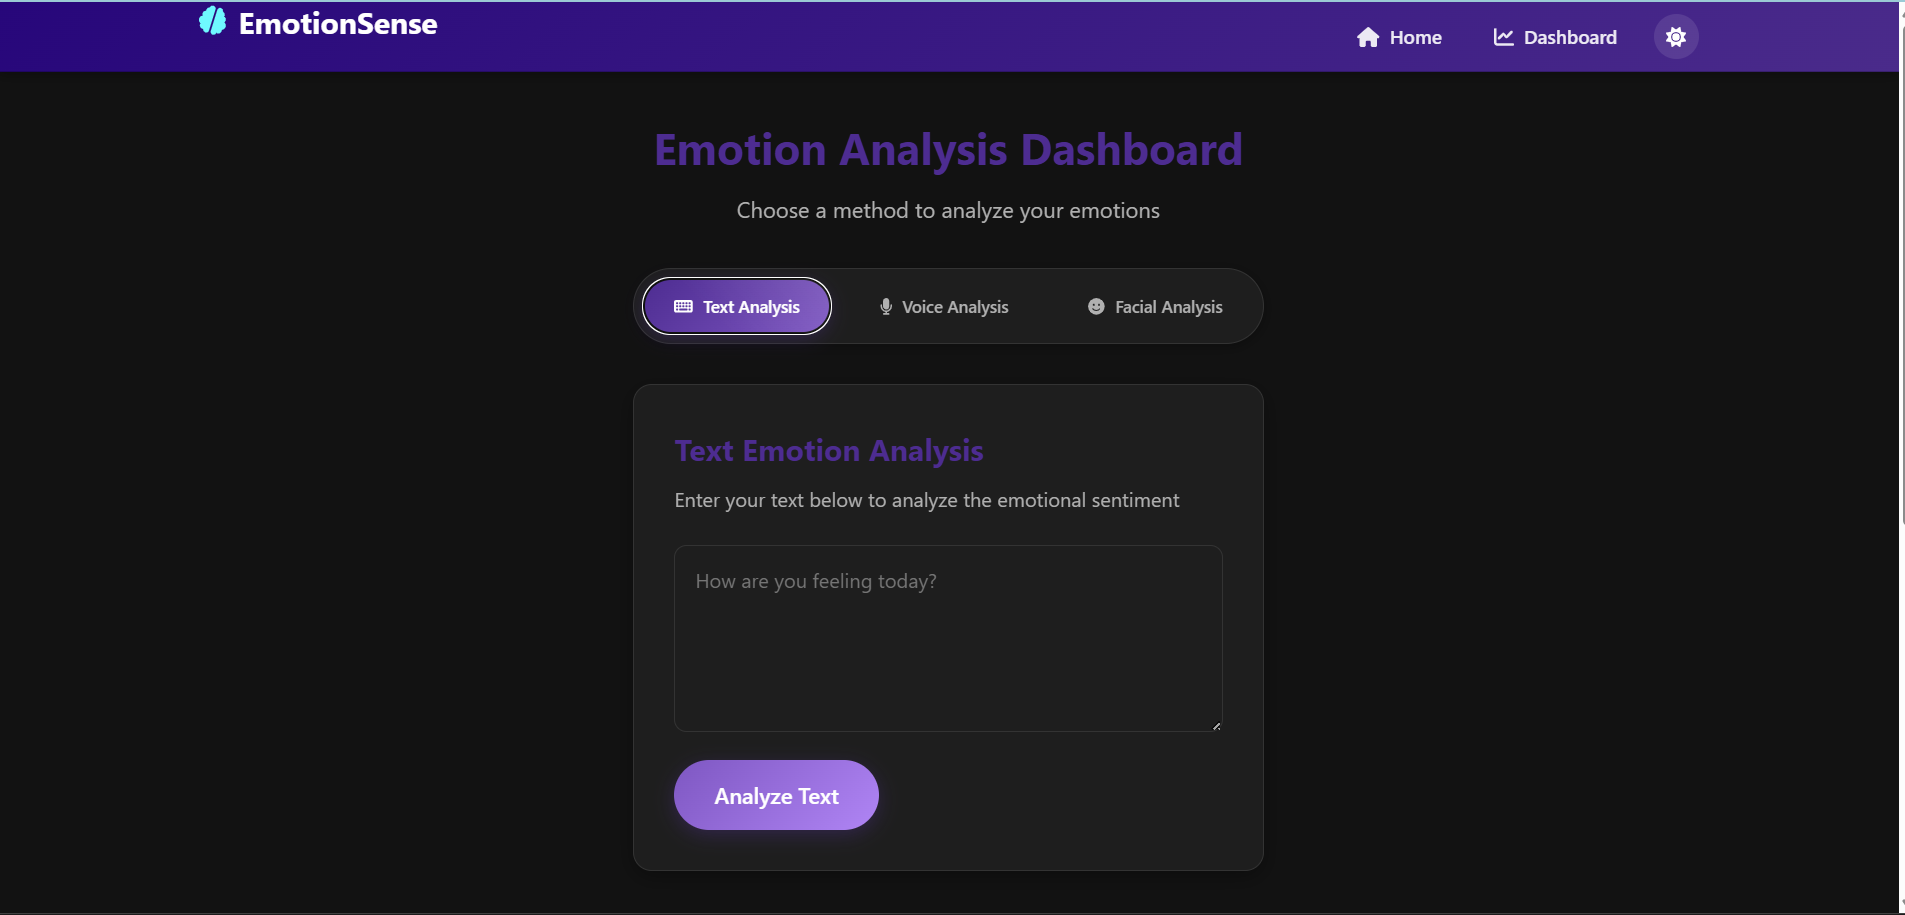 EmotionSense
Home
Dashboard
Emotion Analysis Dashboard
Choose a method to analyze your emotions
Text Analysis
Voice Analysis
Facial Analysis
Text Emotion Analysis
Enter your text below to analyze the emotional sentiment
How are you feeling today?
Analyze Text